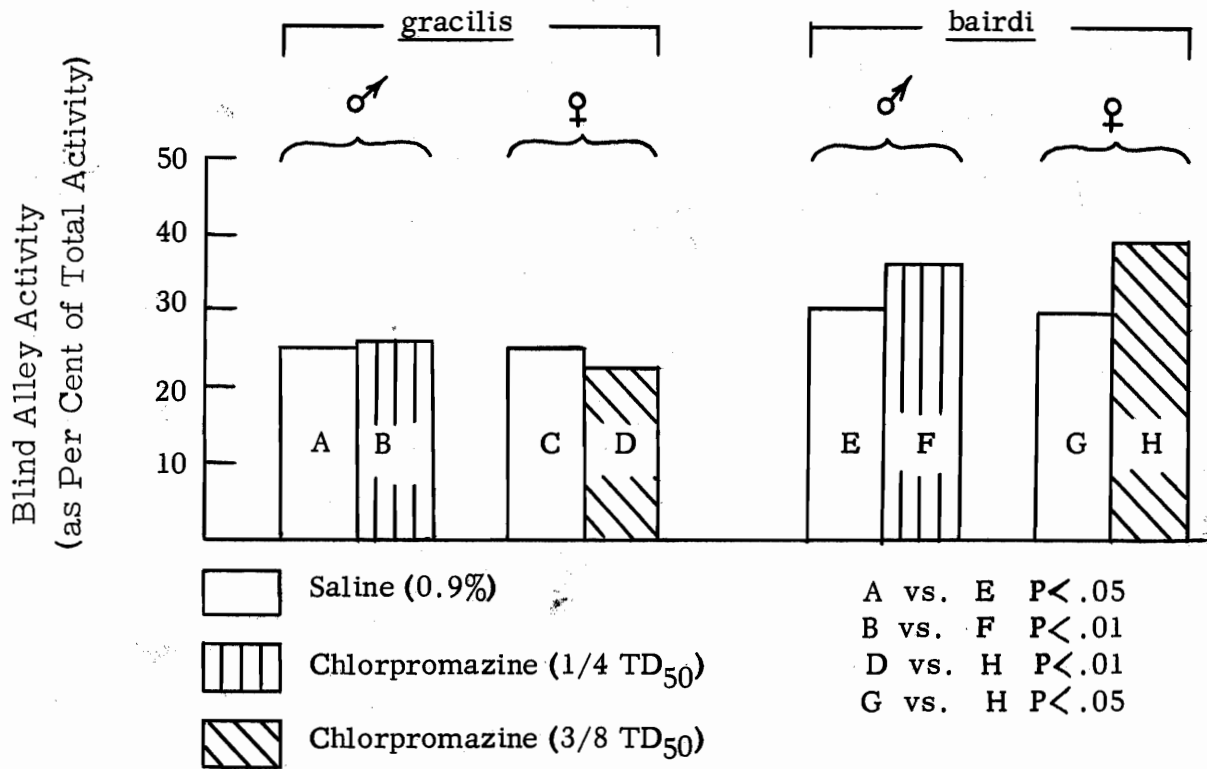 gracilis
bairdi
♂
♀
♂
♀
Blind Alley Activity
(as Per Cent of Total Activity)
50
40
30
20
10
A
B
C
D
E
F
G
H
Saline (0.9%)
Chlorpromazine (1/4 TD50)
Chlorpromazine (3/8 TD50)
A vs. E P< .05
B vs. F P< .01
D vs. H P< .01
G vs. H P< .05